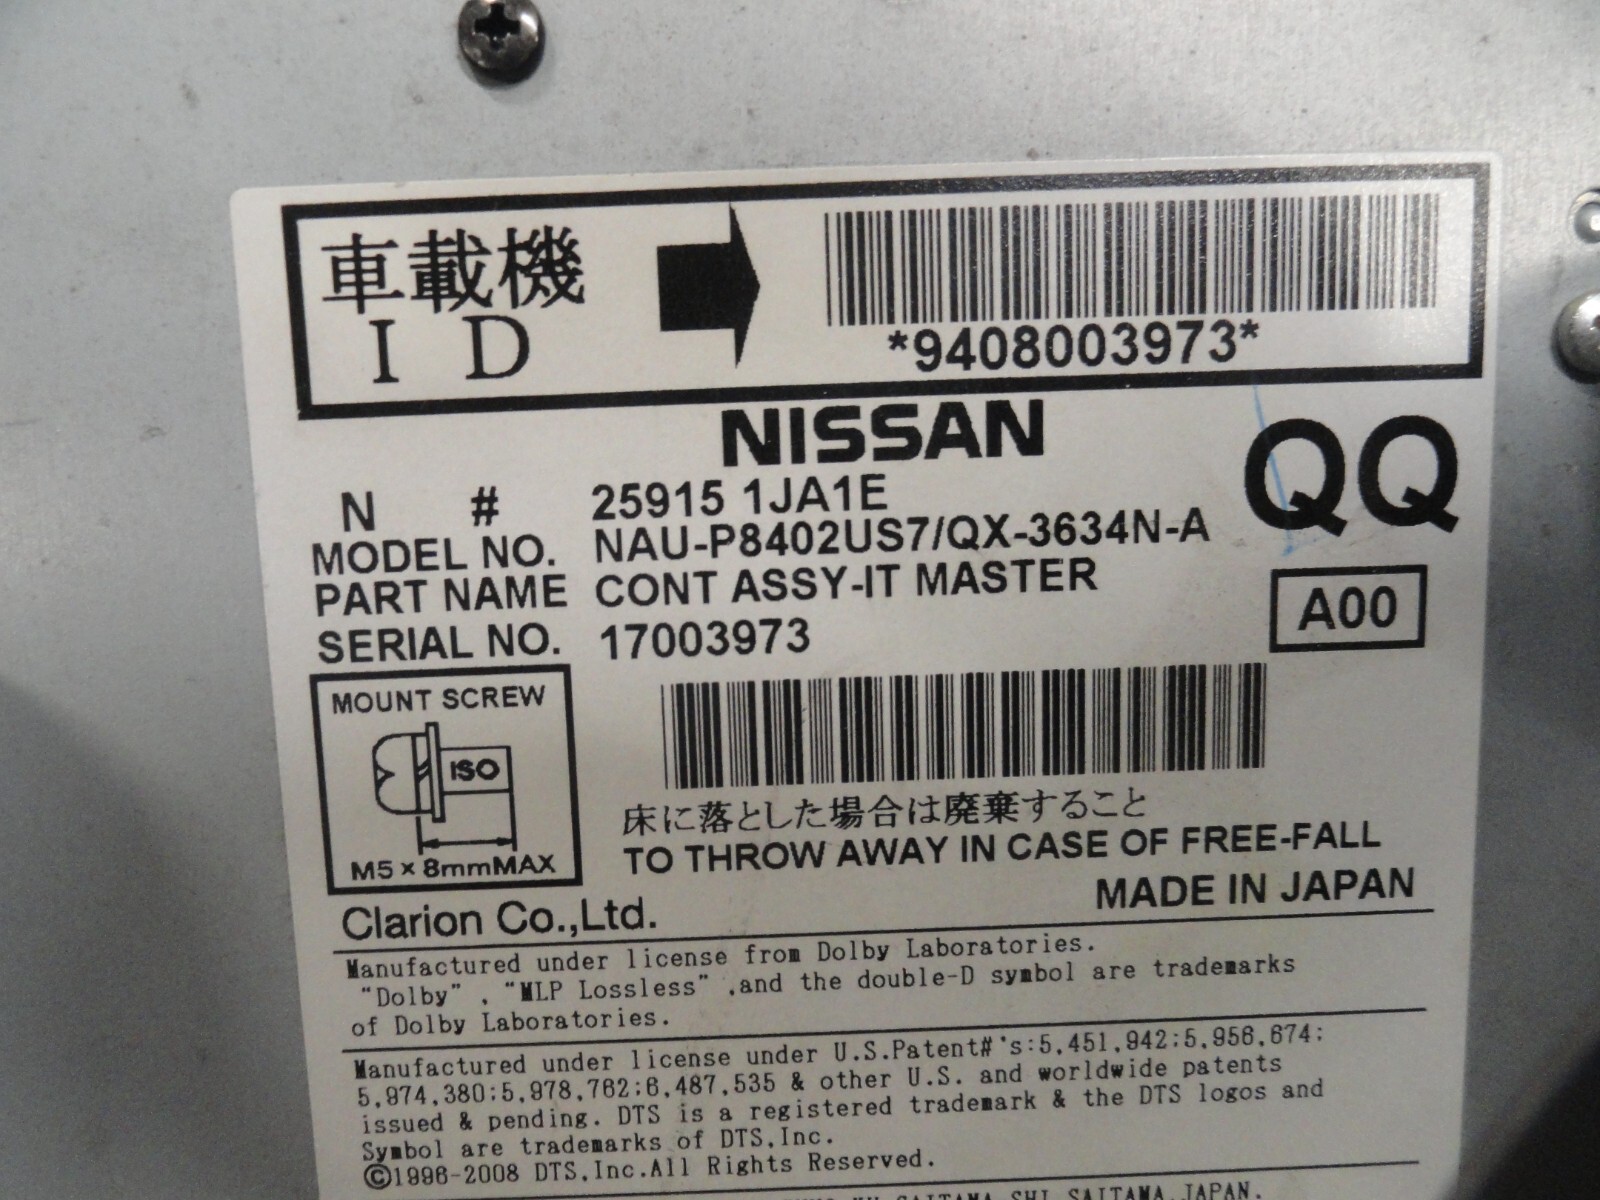 車載機
ID
*9408003973*
NISSAN
QQ
N # 25915 1JA1E
MODEL NO. NAU-P8402US7/QX-3634N-A
PART NAME CONT ASSY-IT MASTER
A00
SERIAL NO. 17003973
MOUNT SCREW
ISO
M5×8mmMAX
床に落とした場合は廃棄すること
TO THROW AWAY IN CASE OF FREE-FALL
MADE IN JAPAN
Clarion Co.,Ltd.
Manufactured under license from Dolby Laboratories.
"Dolby", "MLP Lossless",and the double-D symbol are trademarks
of Dolby Laboratories.
Manufactured under license under U.S.Patent#'s:5,451,942;5,956,674;
5,974,380;5,978,762;6,487,535 & other U.S. and worldwide patents
issued & pending. DTS is a registered trademark & the DTS logos and
Symbol are trademarks of DTS,Inc.
©1996-2008 DTS,Inc.All Rights Reserved.
SAITAMA SHI SAITAMA,JAPAN.